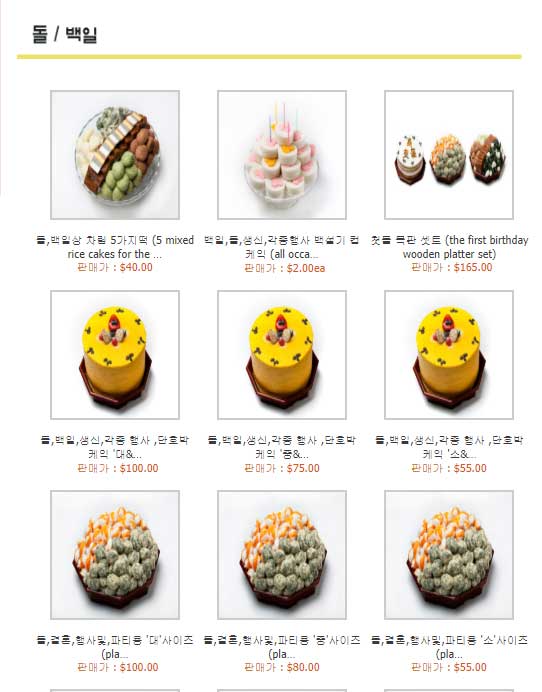 돌 / 백일
돌,백일상 차림 5가지떡 (5 mixed
rice cakes for the ...
판매가 : $40.00
백일,돌,생신,각종행사 백설기 컵
케익 (all occa...
판매가 : $2.00ea
첫돌 목판 셋트 (the first birthday
wooden platter set)
판매가 : $165.00
돌,백일,생신,각종 행사 ,단호박
케익 '대&...
판매가 : $100.00
돌,백일,생신,각종 행사 ,단호박
케익 '중&...
판매가 : $75.00
돌,백일,생신,각종 행사 ,단호박
케익 '소&...
판매가 : $55.00
돌,결혼,행사및,파티용 '대'사이즈
(pla...
판매가 : $100.00
돌,결혼,행사및,파티용 '중'사이즈
(pla...
판매가 : $80.00
돌,결혼,행사및,파티용 '소'사이즈
(pla...
판매가 : $55.00